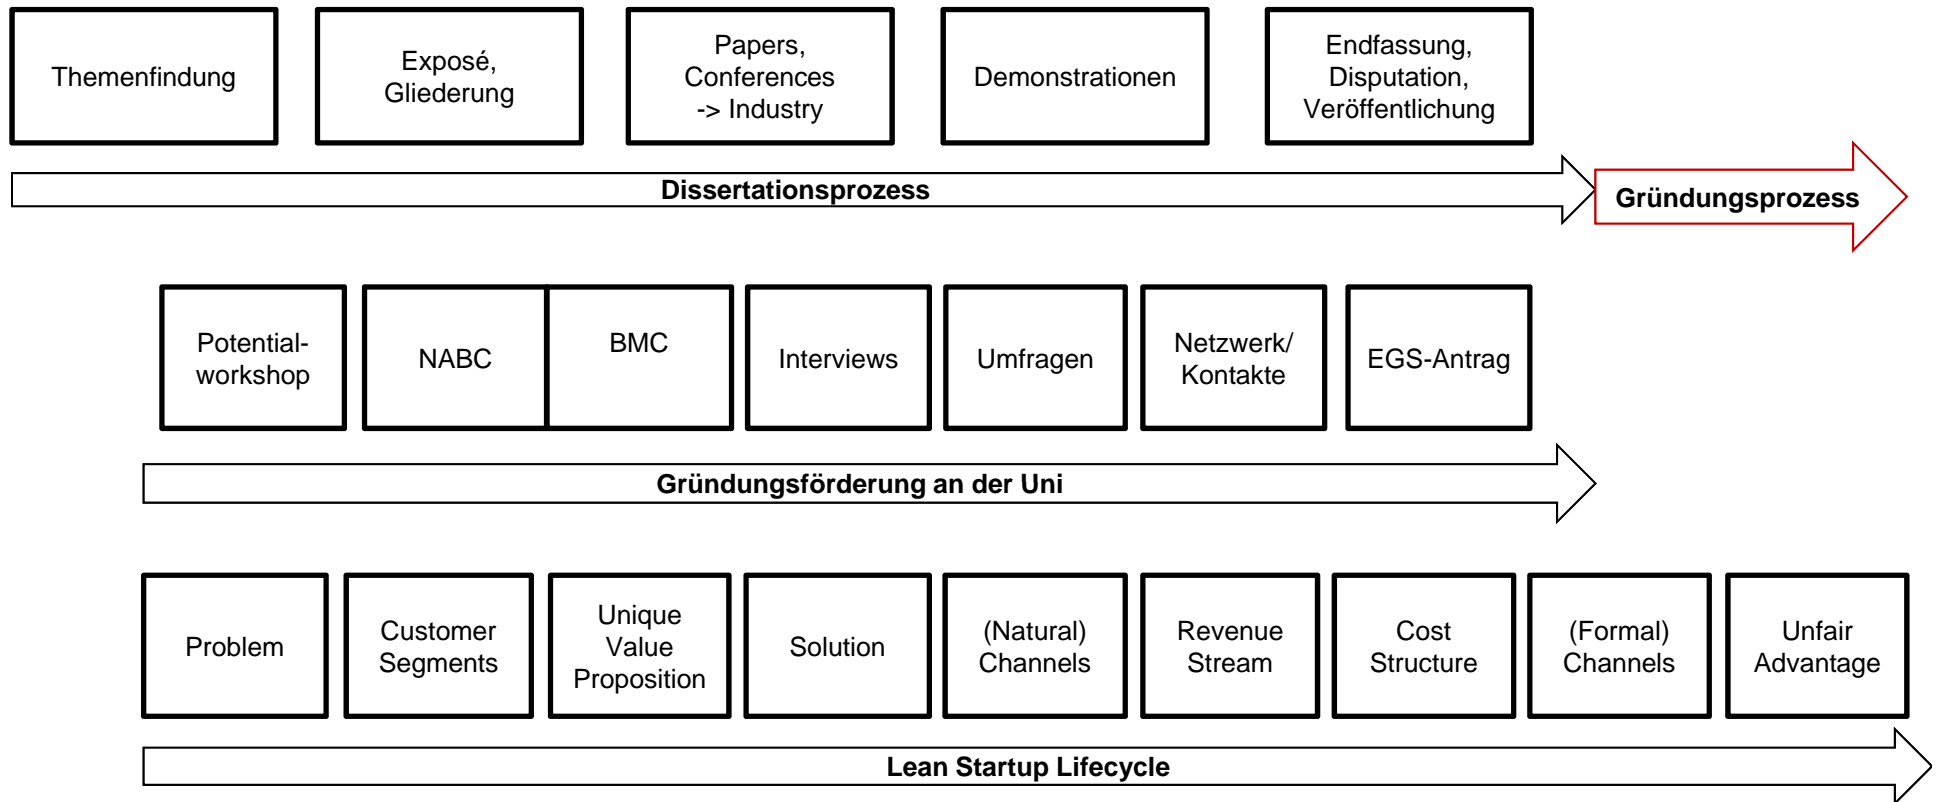 Themenfindung
Exposé,
Gliederung
Papers,
Conferences
-> Industry
Demonstrationen
Endfassung,
Disputation,
Veröffentlichung
Dissertationsprozess
Gründungsprozess
Potential-
workshop
NABC
BMC
Interviews
Umfragen
Netzwerk/
Kontakte
EGS-Antrag
Gründungsförderung an der Uni
Problem
Customer
Segments
Unique
Value
Proposition
Solution
(Natural)
Channels
Revenue
Stream
Cost
Structure
(Formal)
Channels
Unfair
Advantage
Lean Startup Lifecycle